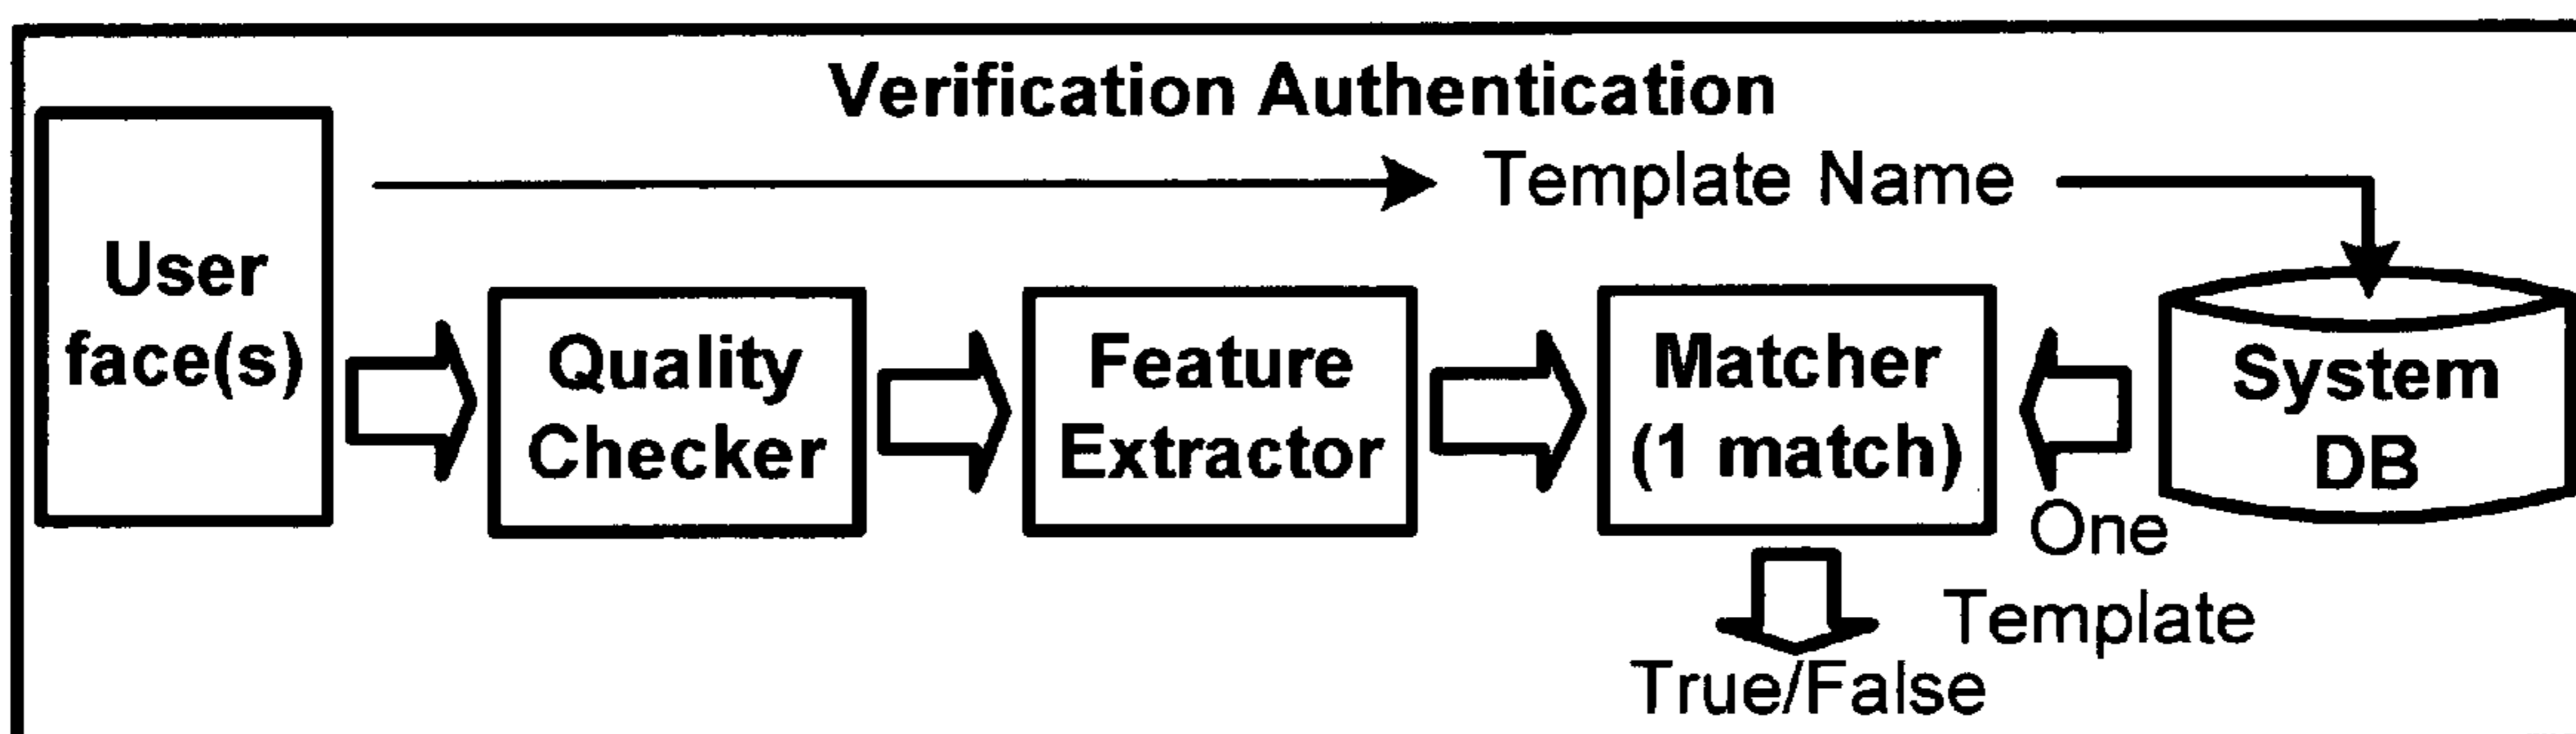 Verification Authentication
Template Name
User
face(s)
Quality
Checker
Feature
Extractor
Matcher
(1 match)
System
DB
One
Template
True/False